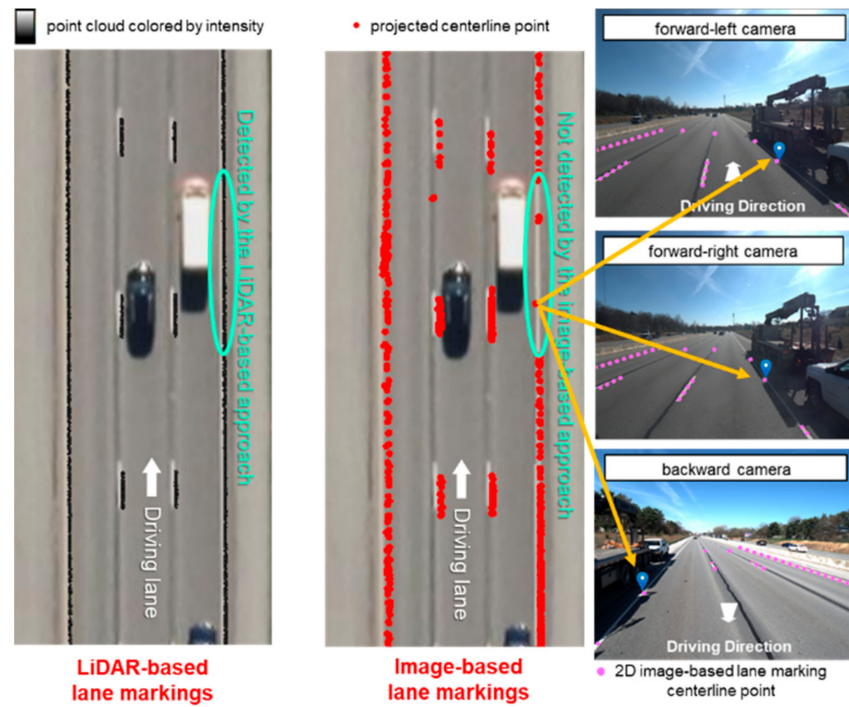 point cloud colored by intensity
projected centerline point
Detected by the LiDAR-based approach
Driving lane
LiDAR-based
lane markings
Not detected by the image-based approach
Driving lane
Image-based
lane markings
forward-left camera
Driving Direction
forward-right camera
backward camera
Driving Direction
2D image-based lane marking
centerline point